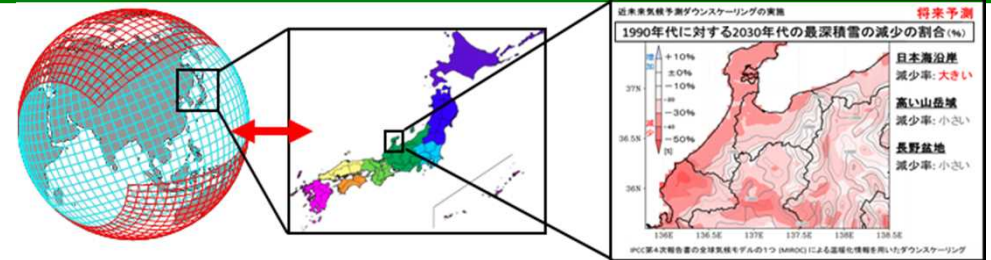 近未来気候予測ダウンスケーリングの実施
将来予測
1990年代に対する2030年代の最深積雪の減少の割合(%)
増加
+10%
±0%
-10%
-30%
-50%
減少
[%]
37N
36.5N
36N
136E 136.5E 137E 137.5E 138E 138.5E
日本海沿岸
減少率: 大きい
高い山岳域
減少率: 小さい
長野盆地
減少率: 小さい
IPCC第4次報告書の全球気候モデルの1つ (MIROC) による温暖化情報を用いたダウンスケーリング